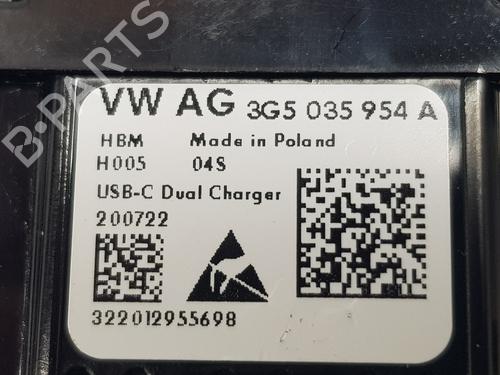 VW AG 3G5 035 954 A
HBM Made in Poland
H005 04S
USB-C Dual Charger
200722
322012955698
B-PARTS